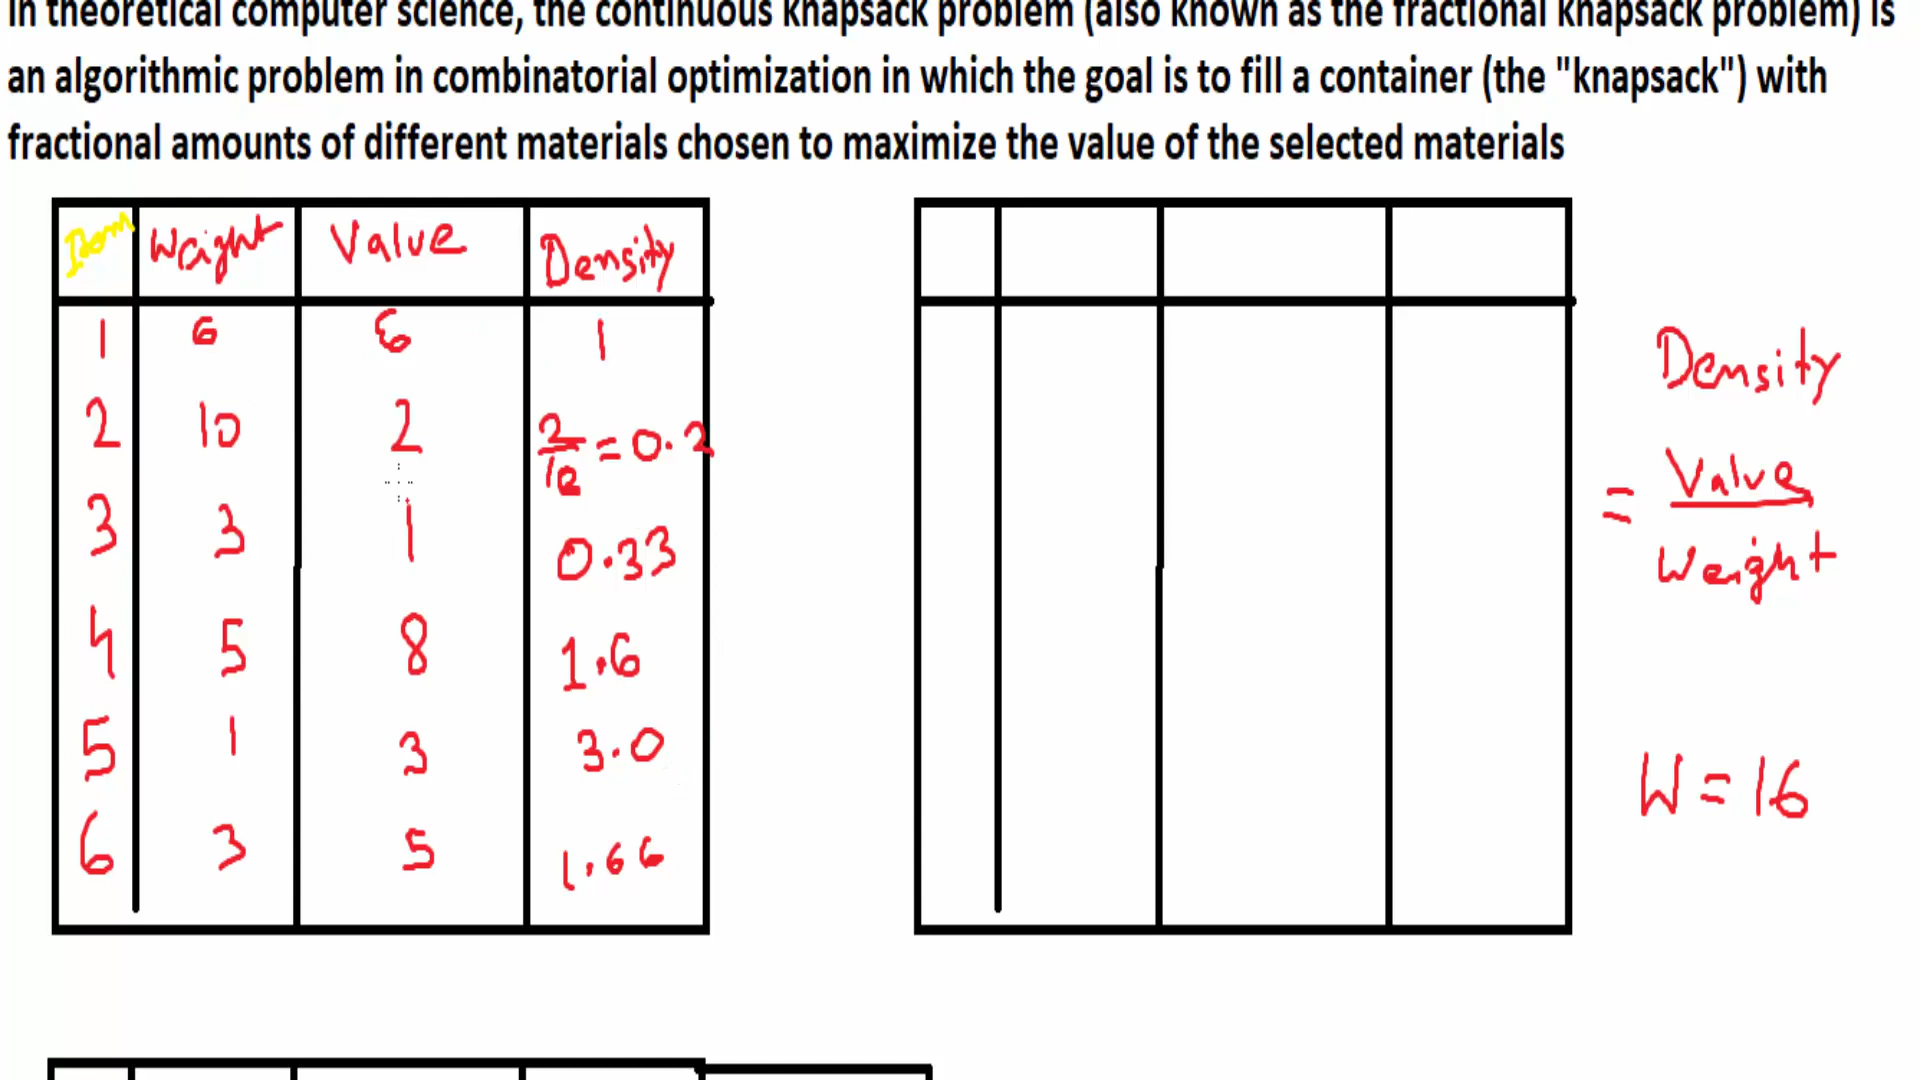 In theoretical computer science, the continuous knapsack problem (also known as the fractional knapsack problem) is
an algorithmic problem in combinatorial optimization in which the goal is to fill a container (the "knapsack") with
fractional amounts of different materials chosen to maximize the value of the selected materials
Item Weight Value Density
1 6 6 1
2 10 2 2/10 = 0.2
3 3 1 0.33
4 5 8 1.6
5 1 3 3.0
6 3 5 1.66
Density
= Value
Weight
W = 16